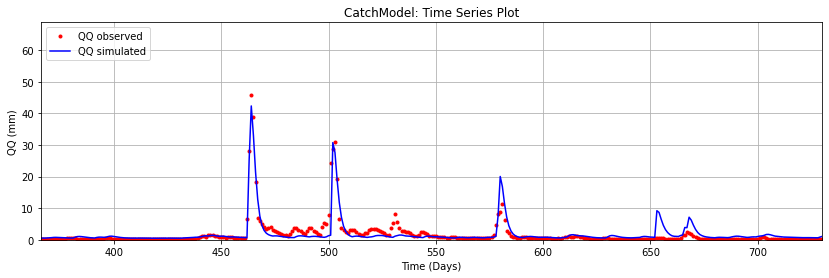 CatchModel: Time Series Plot
QQ observed
QQ simulated
60
50
40
30
20
10
0
QQ (mm)
400
450
500
550
600
650
700
Time (Days)